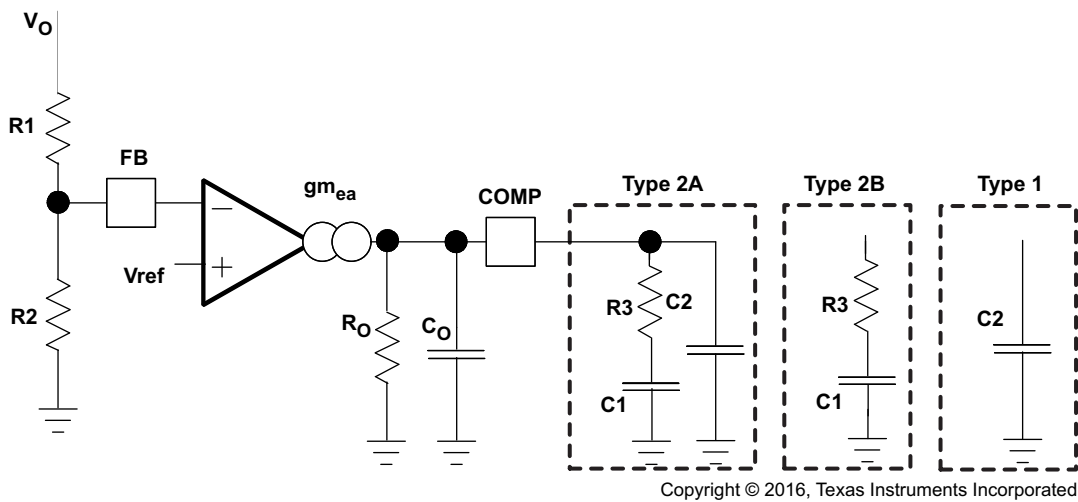 VO
R1
FB
gmea
COMP
Type 2A
Type 2B
Type 1
Vref
R2
RO
CO
R3
C2
C1
R3
C1
C2
Copyright © 2016, Texas Instruments Incorporated